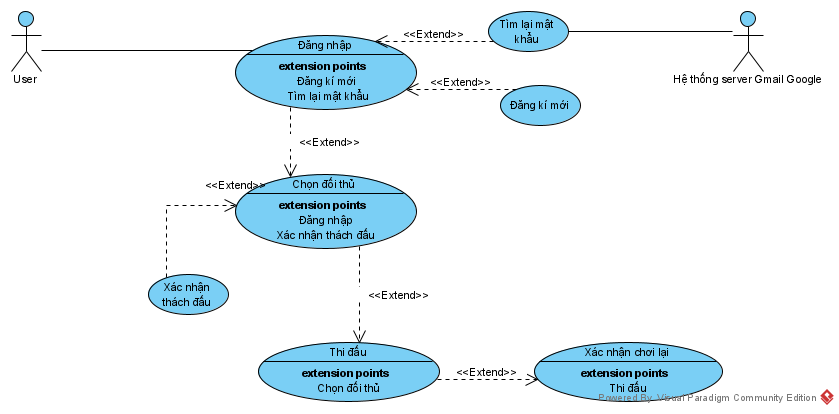 Tìm lại mật
khẩu
<<Extend>>
Đăng nhập
extension points
Đăng kí mới
Tìm lại mật khẩu
User
Hệ thống server Gmail Google
<<Extend>>
Đăng kí mới
<<Extend>>
<<Extend>>
Chọn đối thủ
extension points
Đăng nhập
Xác nhận thách đấu
Xác nhận
thách đấu
<<Extend>>
Thi đấu
extension points
Chọn đối thủ
<<Extend>>
Xác nhận chơi lại
extension points
Thi đấu
Powered By Visual Paradigm Community Edition